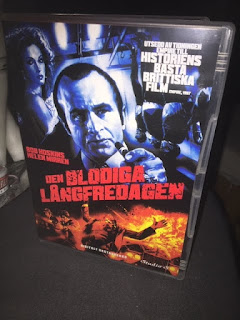 UTSEDD AV TIDNINGEN
EMPIRE TILL
HISTORIENS
BÄSTA
BRITTISKA
FILM
BOB HOSKINS
HELEN MIRREN
DEN BLODIGA
LÅNGFREDAGEN